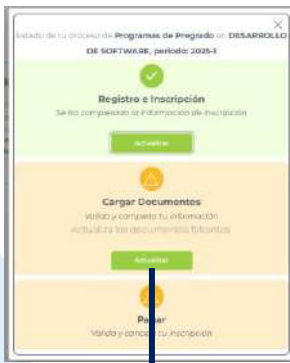 Estado de tu proceso de Programas de Pregrado en DESARROLLO
DE SOFTWARE, periodo: 2025-1
Registro e Inscripción
Se ha completado la información de inscripción
Actualizar
Cargar Documentos
Valida y completa tu información
Actualiza los documentos faltantes
Actualizar
Pagar
Valida y cancela tu inscripción